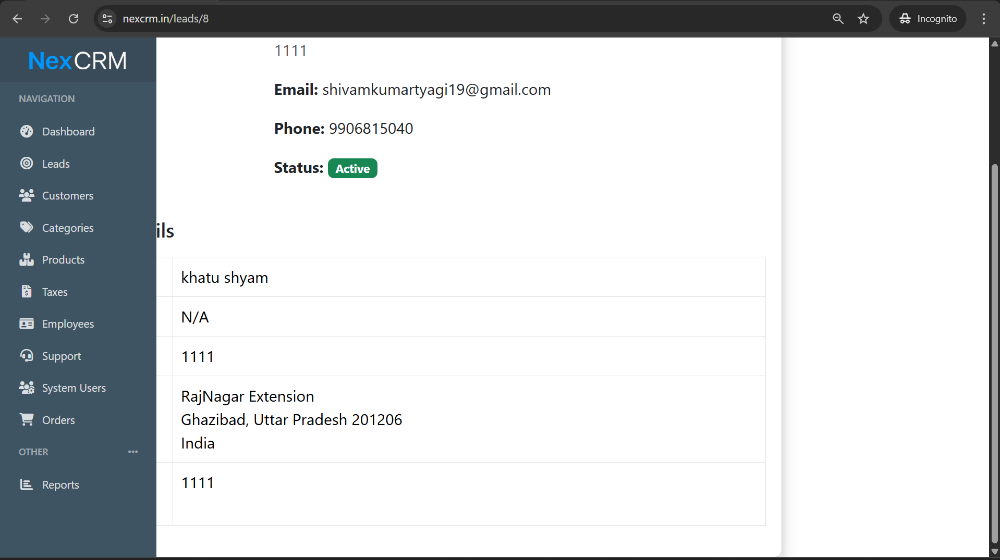 nexcrm.in/leads/8
Incognito
NexCRM
NAVIGATION
Dashboard
Leads
Customers
Categories
Products
Taxes
Employees
Support
System Users
Orders
OTHER
Reports
1111
Email: shivamkumartyagi19@gmail.com
Phone: 9906815040
Status: Active
ils
khatu shyam
N/A
1111
RajNagar Extension
Ghazibad, Uttar Pradesh 201206
India
1111